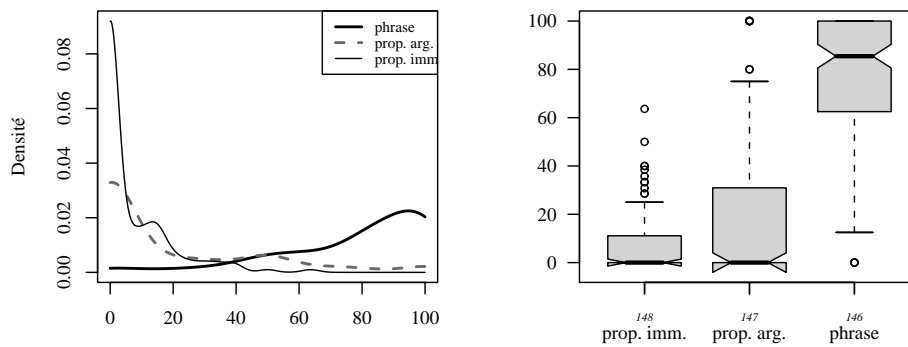 Densité
0.00
0.02
0.04
0.06
0.08
0
20
40
60
80
100
phrase
prop. arg.
prop. imm.
0
20
40
60
80
100
148
147
146
prop. imm.
prop. arg.
phrase